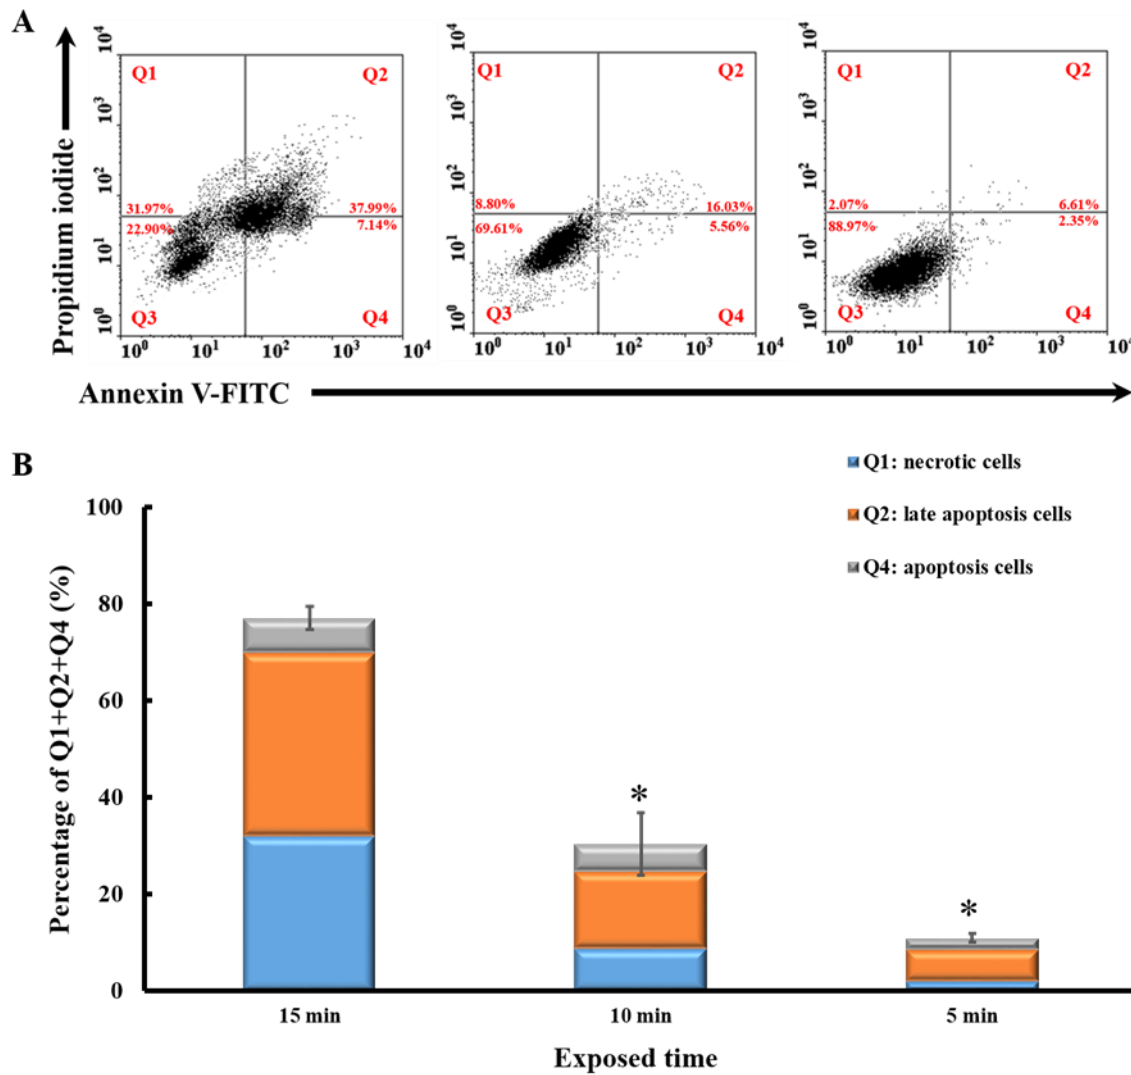 A
Propidium iodide
10^4
10^3
10^2
10^1
10^0
Q1
Q2
31.97%
37.99%
22.90%
7.14%
Q3
Q4
10^0
10^1
10^2
10^3
10^4
10^4
10^3
10^2
10^1
10^0
Q1
Q2
8.80%
16.03%
69.61%
5.56%
Q3
Q4
10^0
10^1
10^2
10^3
10^4
10^4
10^3
10^2
10^1
10^0
Q1
Q2
2.07%
6.61%
88.97%
2.35%
Q3
Q4
10^0
10^1
10^2
10^3
10^4
Annexin V-FITC
B
Q1: necrotic cells
Q2: late apoptosis cells
Q4: apoptosis cells
Percentage of Q1+Q2+Q4 (%)
100
80
60
40
20
0
*
*
15 min
10 min
5 min
Exposed time